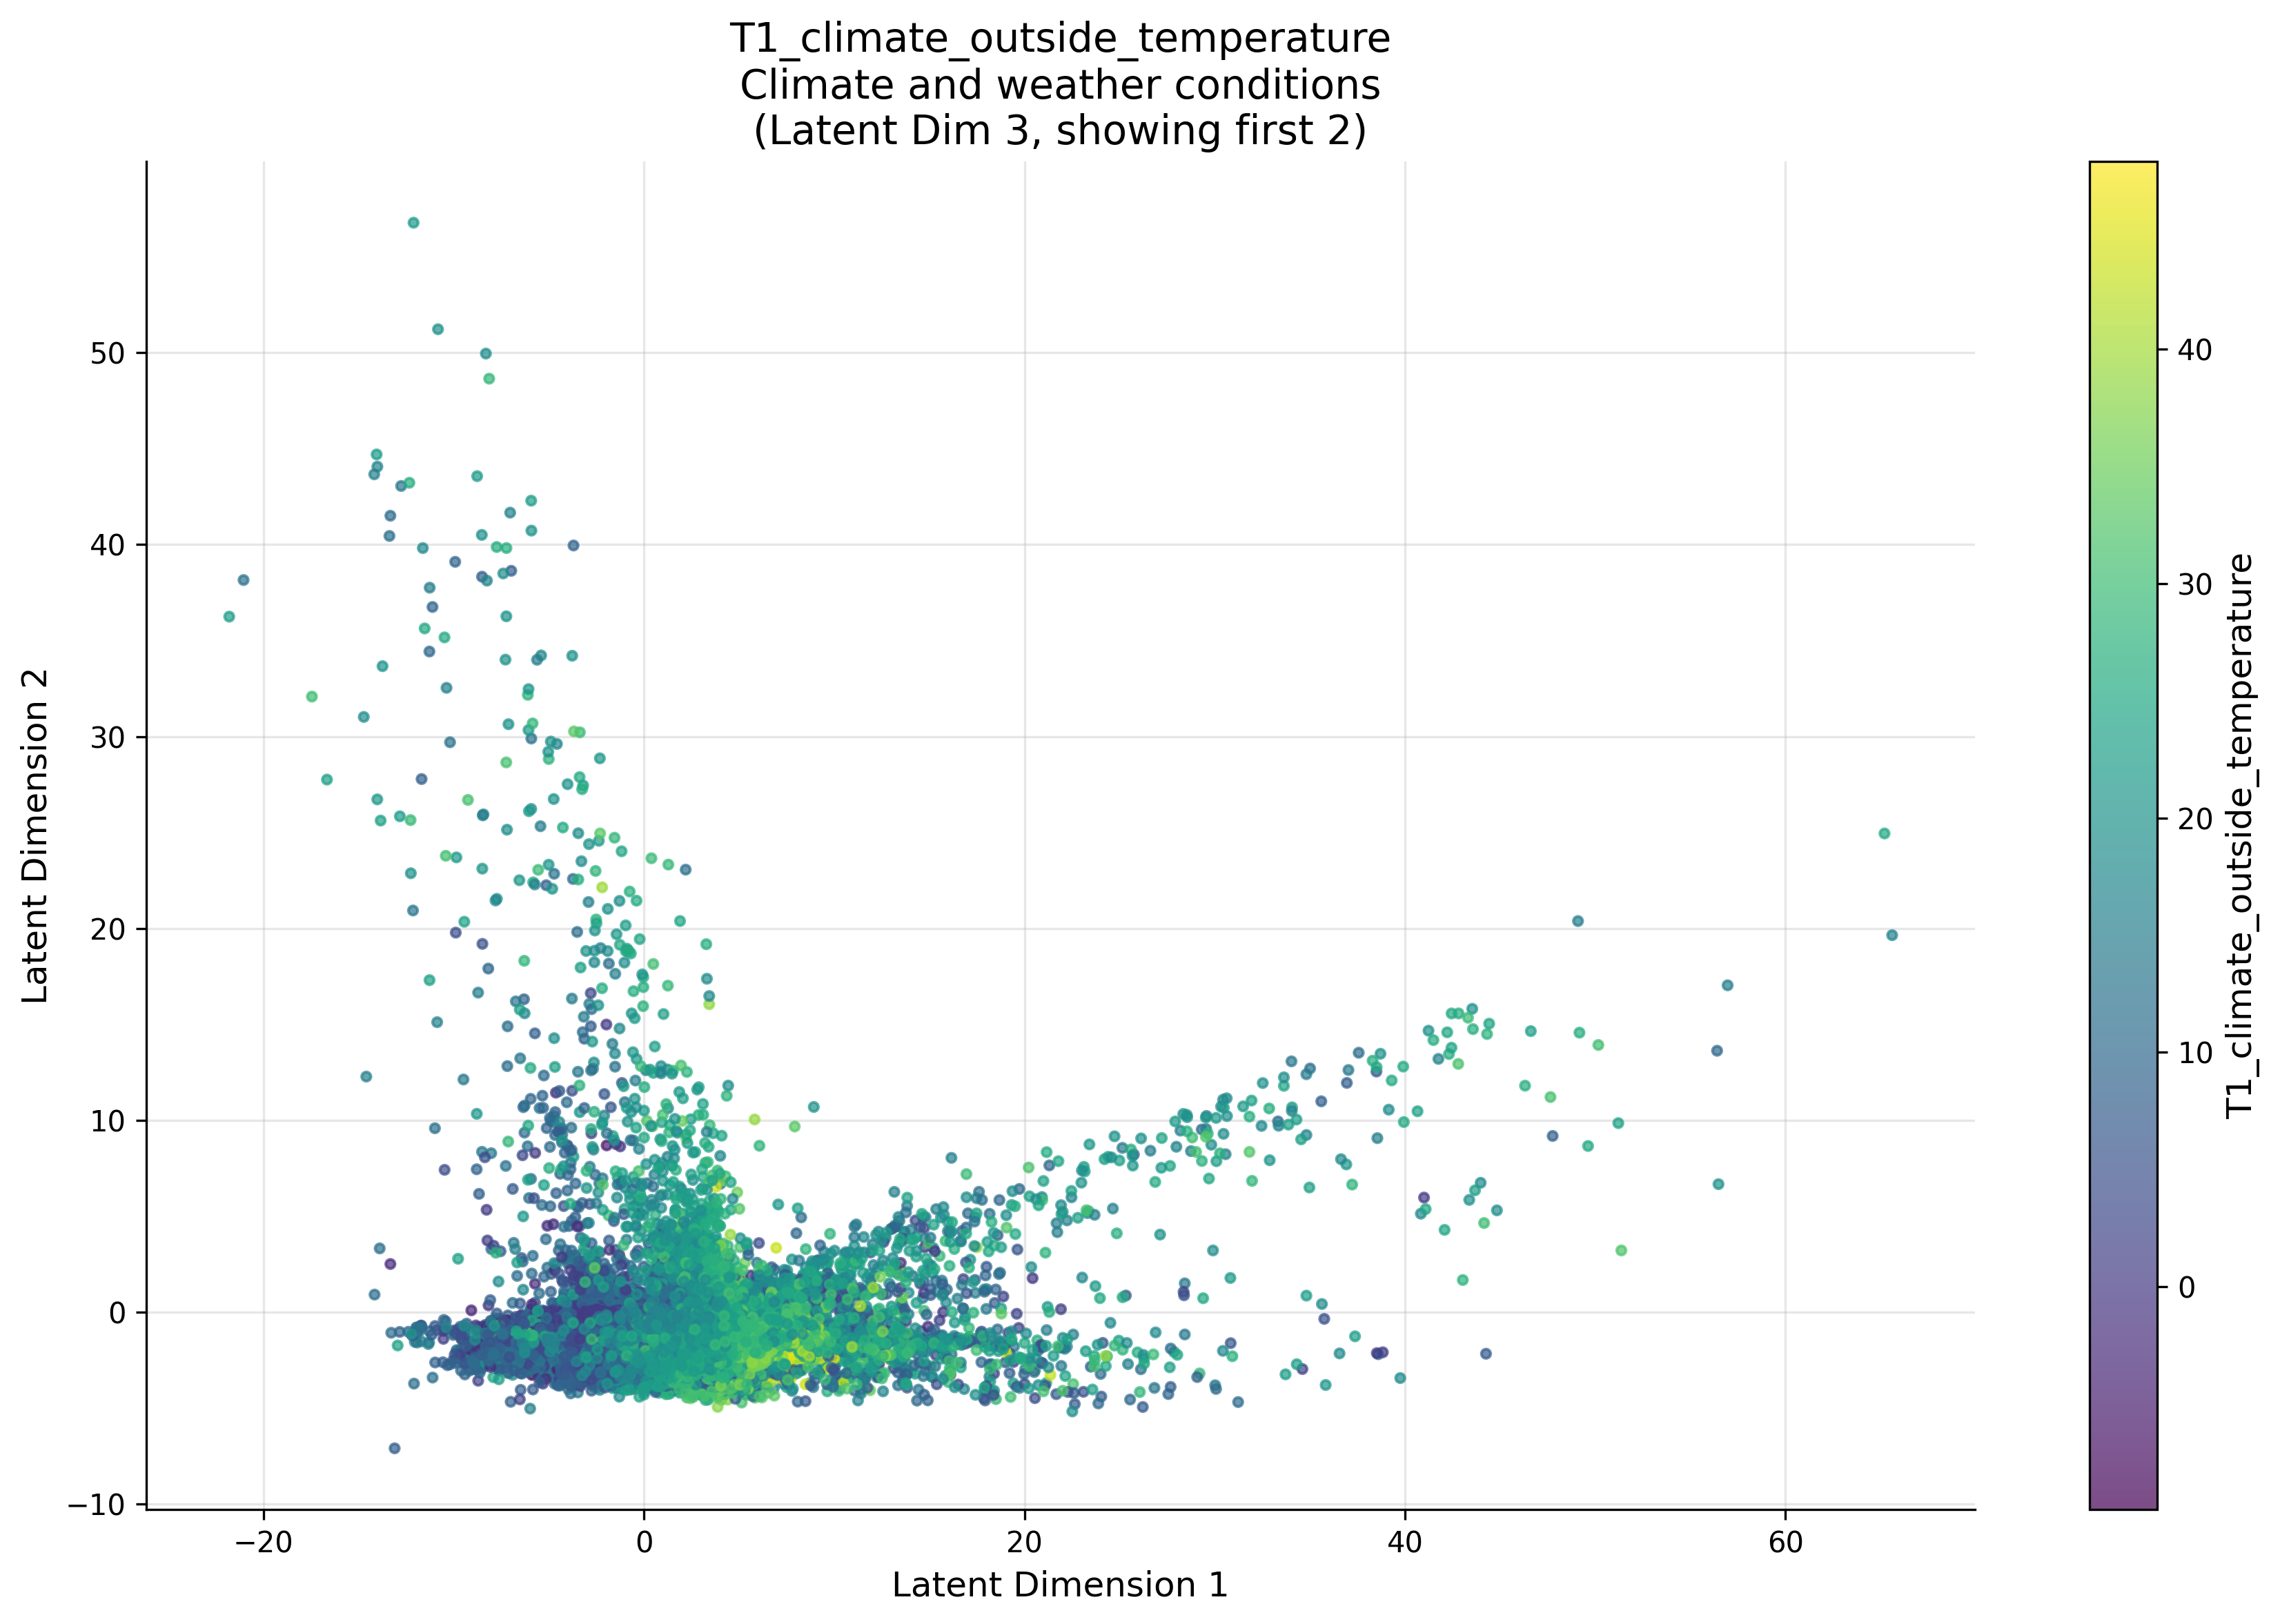 T1_climate_outside_temperature
Climate and weather conditions
(Latent Dim 3, showing first 2)
Latent Dimension 2
50
40
30
20
10
0
−10
−20
0
20
40
60
Latent Dimension 1
40
30
20
10
0
T1_climate_outside_temperature